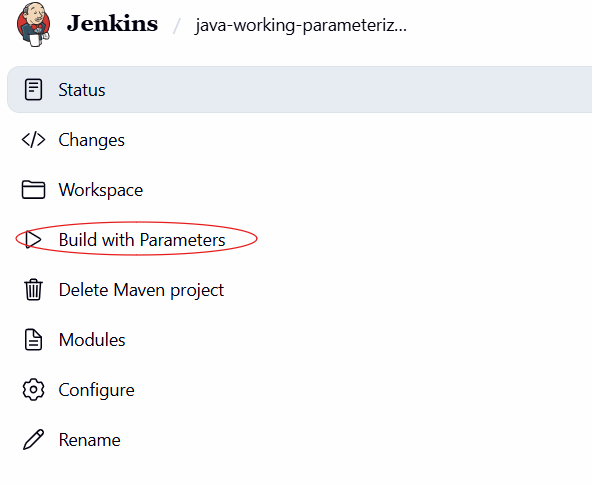 Jenkins / java-working-parameteriz...
Status
Changes
Workspace
Build with Parameters
Delete Maven project
Modules
Configure
Rename